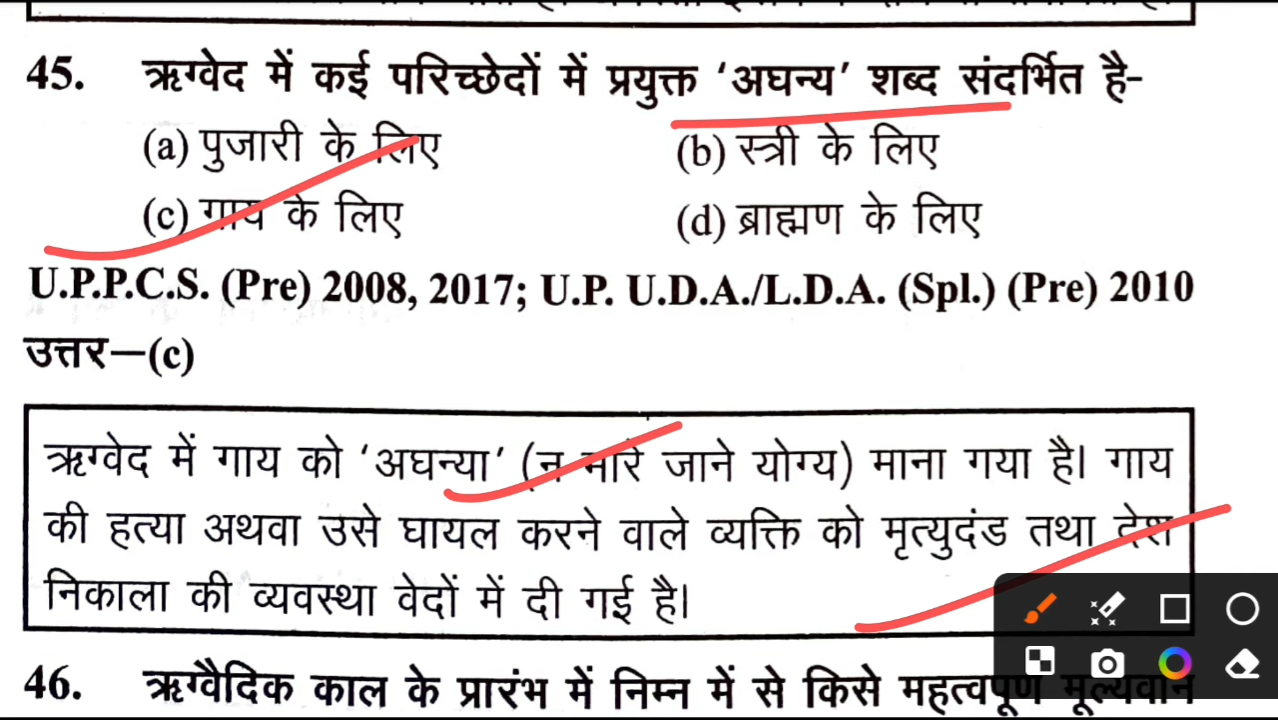 45. ऋग्वेद में कई परिच्छेदों में प्रयुक्त ‘अघन्य’ शब्द संदर्भित है-
(a) पुजारी के लिए (b) स्त्री के लिए
(c) गाय के लिए (d) ब्राह्मण के लिए
U.P.P.C.S. (Pre) 2008, 2017; U.P. U.D.A./L.D.A. (Spl.) (Pre) 2010
उत्तर—(c)
ऋग्वेद में गाय को ‘अघन्या’ (न मारे जाने योग्य) माना गया है। गाय
की हत्या अथवा उसे घायल करने वाले व्यक्ति को मृत्युदंड तथा देश
निकाला की व्यवस्था वेदों में दी गई है।
46. ऋग्वैदिक काल के प्रारंभ में निम्न में से किसे महत्वपूर्ण मूल्यवान